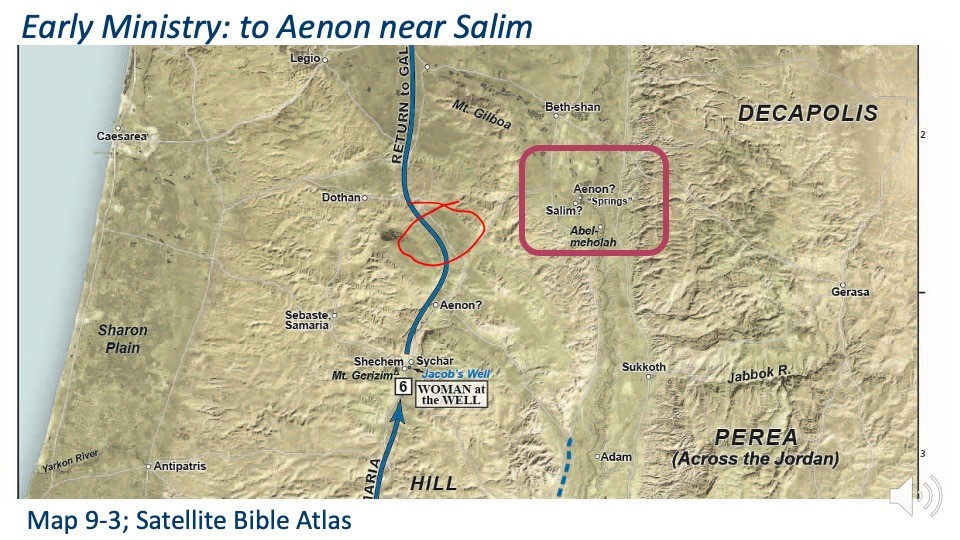 Early Ministry: to Aenon near Salim
Legio
RETURN to GAL
Mt. Gilboa
Beth-shan
DECAPOLIS
Caesarea
2
Dothan
Aenon?
"Springs"
Salim?
Abel-
meholah
Gerasa
Aenon?
Sebaste,
Samaria
Sharon
Plain
Shechem
Sychar
Mt. Gerizim
Jacob's Well
Sukkoth
Jabbok R.
6
WOMAN at
the WELL
PEREA
(Across the Jordan)
Yarkon River
Antipatris
Adam
3
ARIA
HILL
Map 9-3; Satellite Bible Atlas